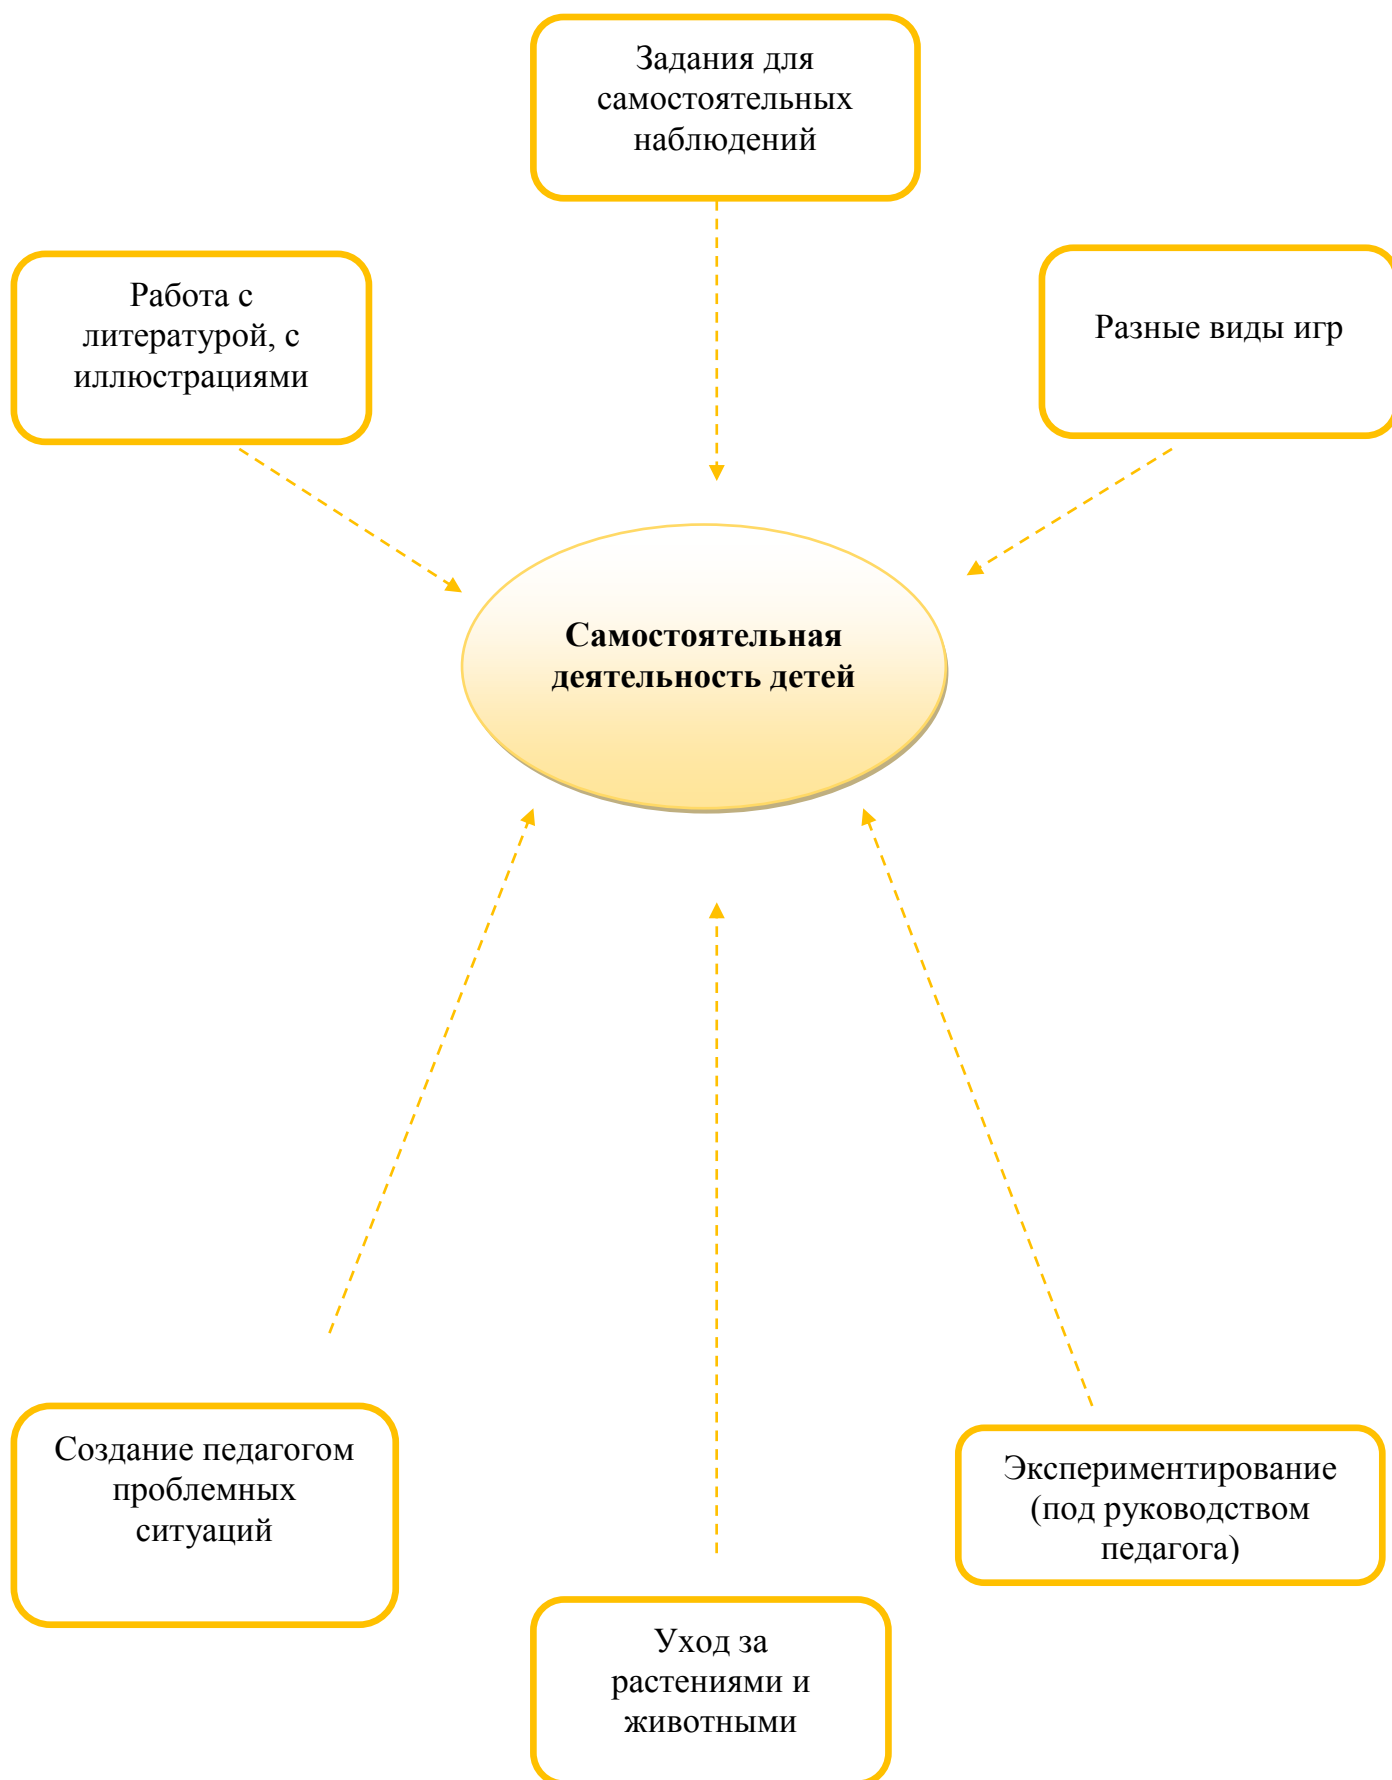 Задания для
самостоятельных
наблюдений
Работа с
литературой, с
иллюстрациями
Разные виды игр
Самостоятельная
деятельность детей
Создание педагогом
проблемных
ситуаций
Экспериментирование
(под руководством
педагога)
Уход за
растениями и
животными